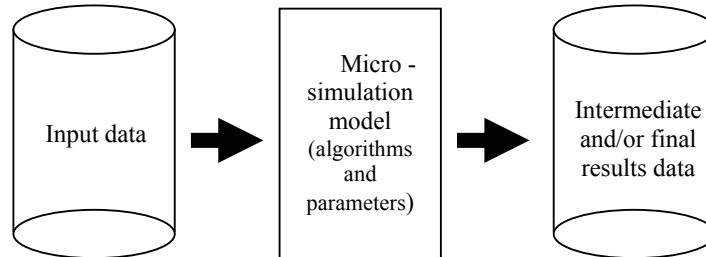 Input data
Micro -
simulation
model
(algorithms
and
parameters)
Intermediate
and/or final
results data